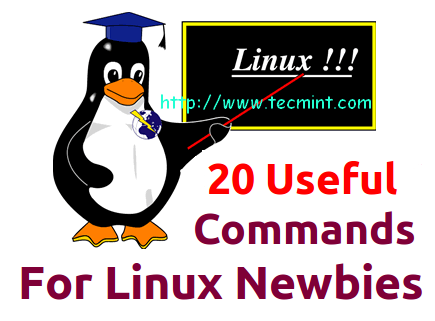 Linux !!!
http://www.tecmint.com
20 Useful
Commands
For Linux Newbies